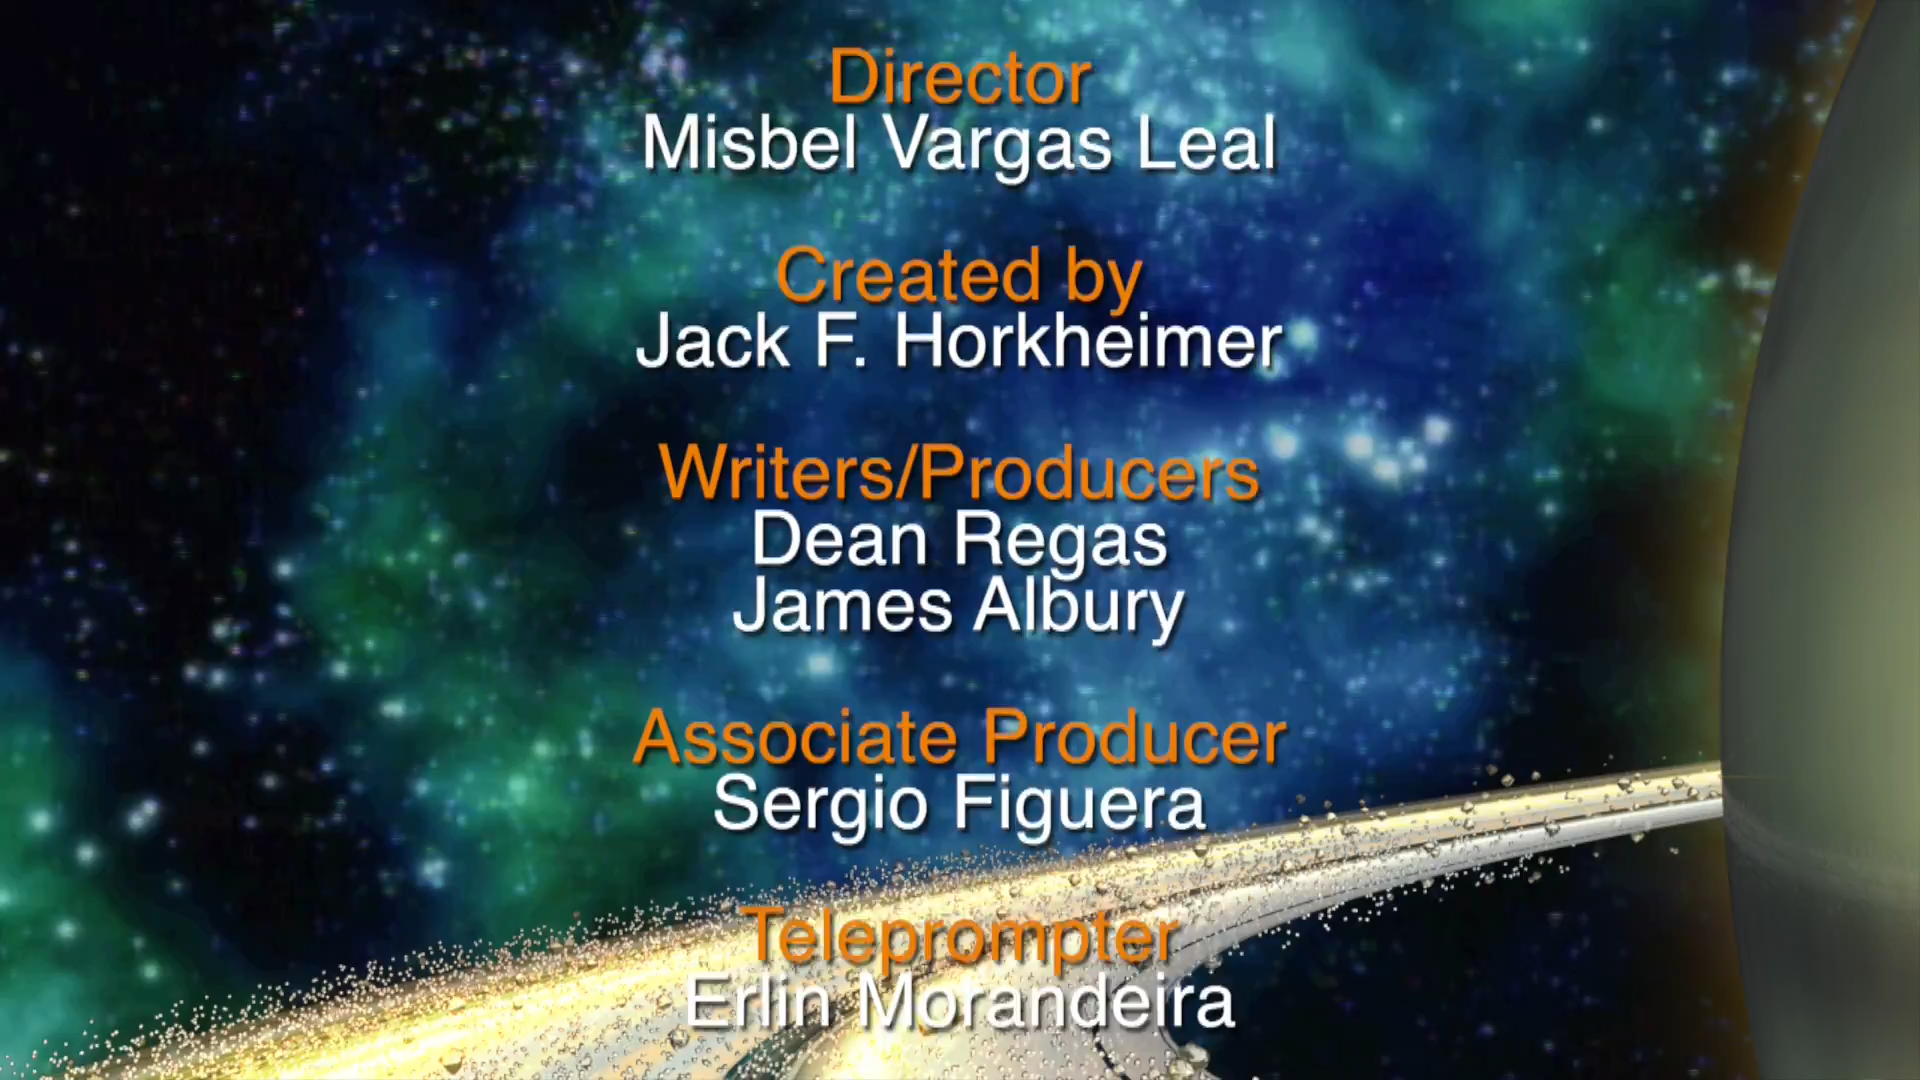 Director
Misbel Vargas Leal
Created by
Jack F. Horkheimer
Writers/Producers
Dean Regas
James Albury
Associate Producer
Sergio Figuera
Teleprompter
Erlin Morandeira